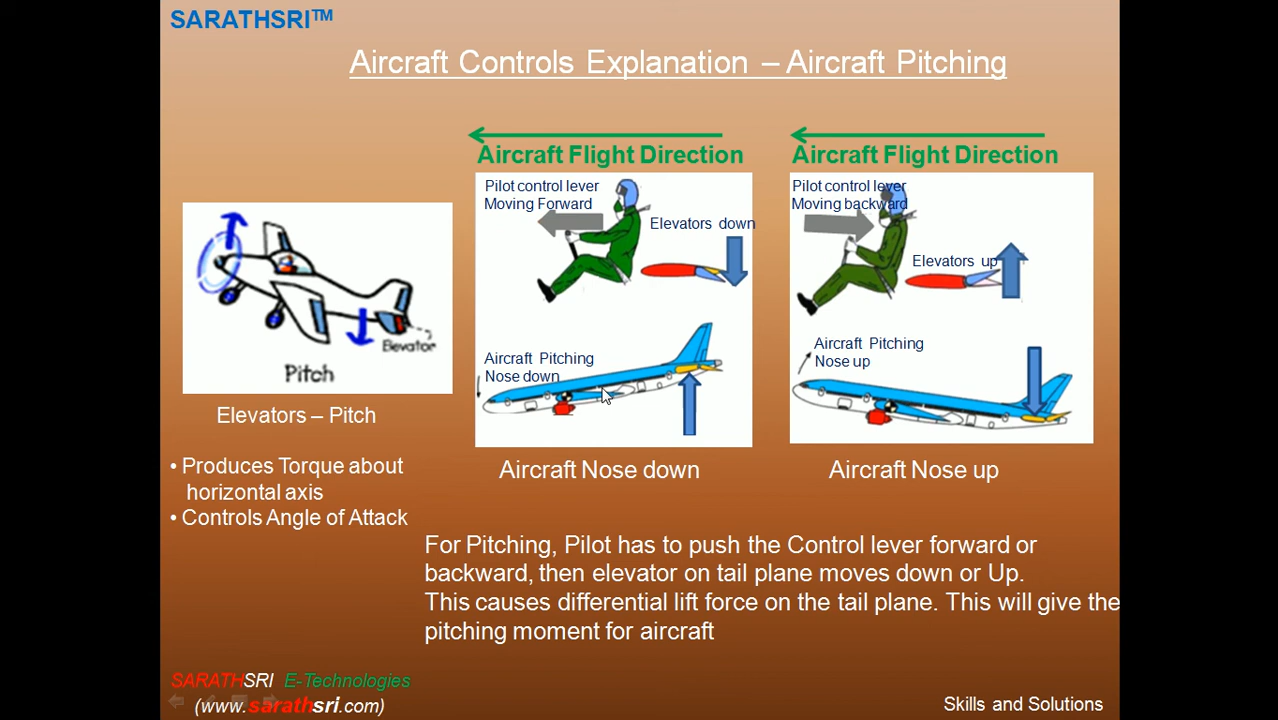 SARATHSRI™
Aircraft Controls Explanation – Aircraft Pitching
Elevator
Pitch
Elevators – Pitch
• Produces Torque about
horizontal axis
• Controls Angle of Attack
Aircraft Flight Direction
Pilot control lever
Moving Forward
Elevators down
Aircraft Pitching
Nose down
Aircraft Nose down
Aircraft Flight Direction
Pilot control lever
Moving backward
Elevators up
Aircraft Pitching
Nose up
Aircraft Nose up
For Pitching, Pilot has to push the Control lever forward or
backward, then elevator on tail plane moves down or Up.
This causes differential lift force on the tail plane. This will give the
pitching moment for aircraft
SARATHSRI E-Technologies
(www.sarathsri.com)
Skills and Solutions